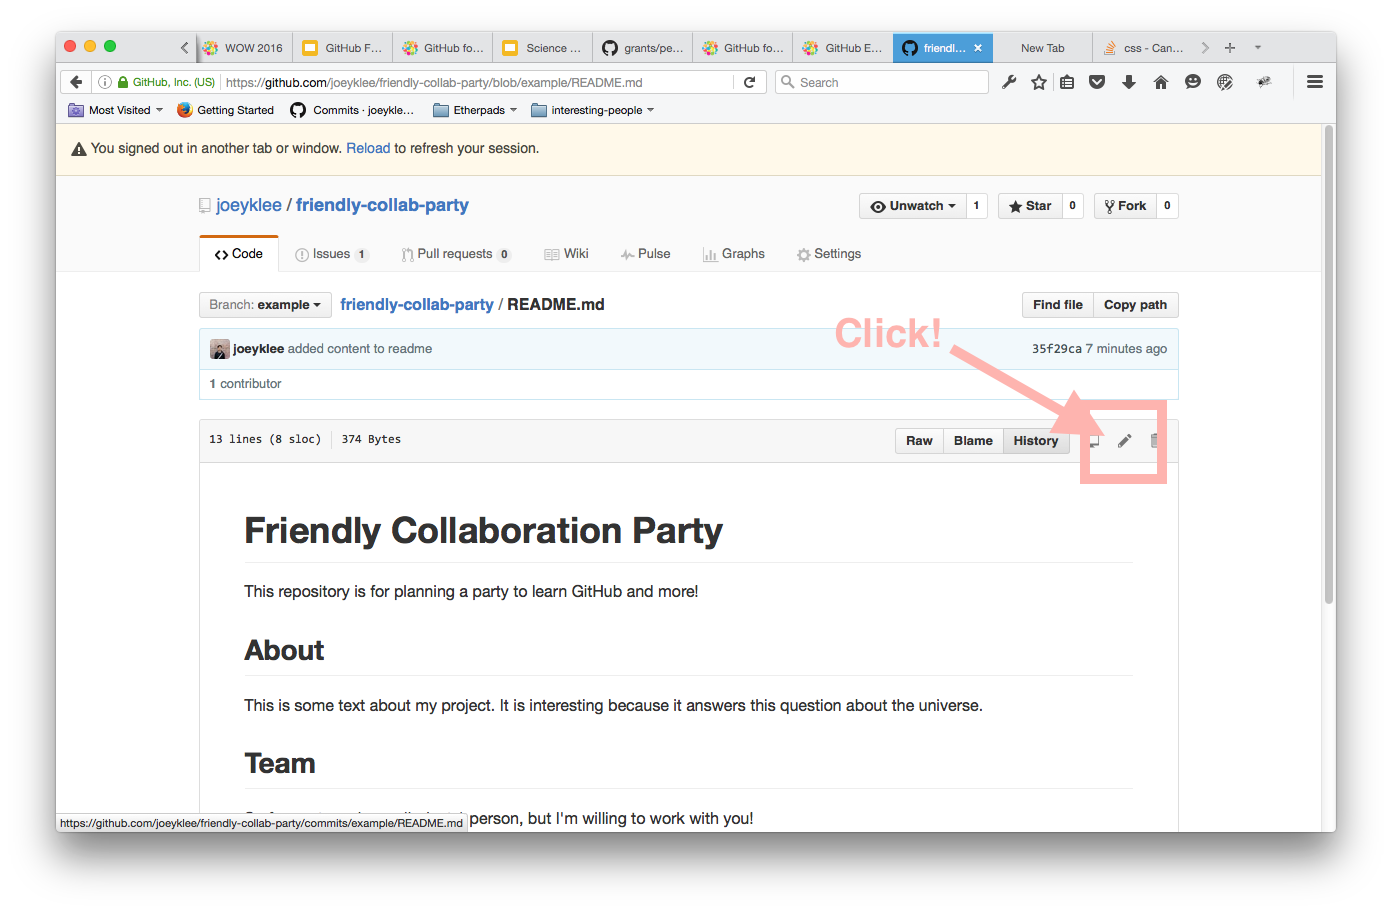 WOW 2016
GitHub F…
GitHub fo…
Science …
grants/pe…
GitHub fo…
GitHub E…
friendl…
New Tab
css - Can…
GitHub, Inc. (US)
https://github.com/joeyklee/friendly-collab-party/blob/example/README.md
Search
Most Visited
Getting Started
Commits · joeykle…
Etherpads
interesting-people
You signed out in another tab or window. Reload to refresh your session.
joeyklee / friendly-collab-party
Unwatch 1
Star 0
Fork 0
Code
Issues 1
Pull requests 0
Wiki
Pulse
Graphs
Settings
Branch: example
friendly-collab-party / README.md
Find file
Copy path
Click!
joeyklee added content to readme
35f29ca 7 minutes ago
1 contributor
13 lines (8 sloc)
374 Bytes
Raw
Blame
History
Friendly Collaboration Party
This repository is for planning a party to learn GitHub and more!
About
This is some text about my project. It is interesting because it answers this question about the universe.
Team
person, but I'm willing to work with you!
https://github.com/joeyklee/friendly-collab-party/commits/example/README.md